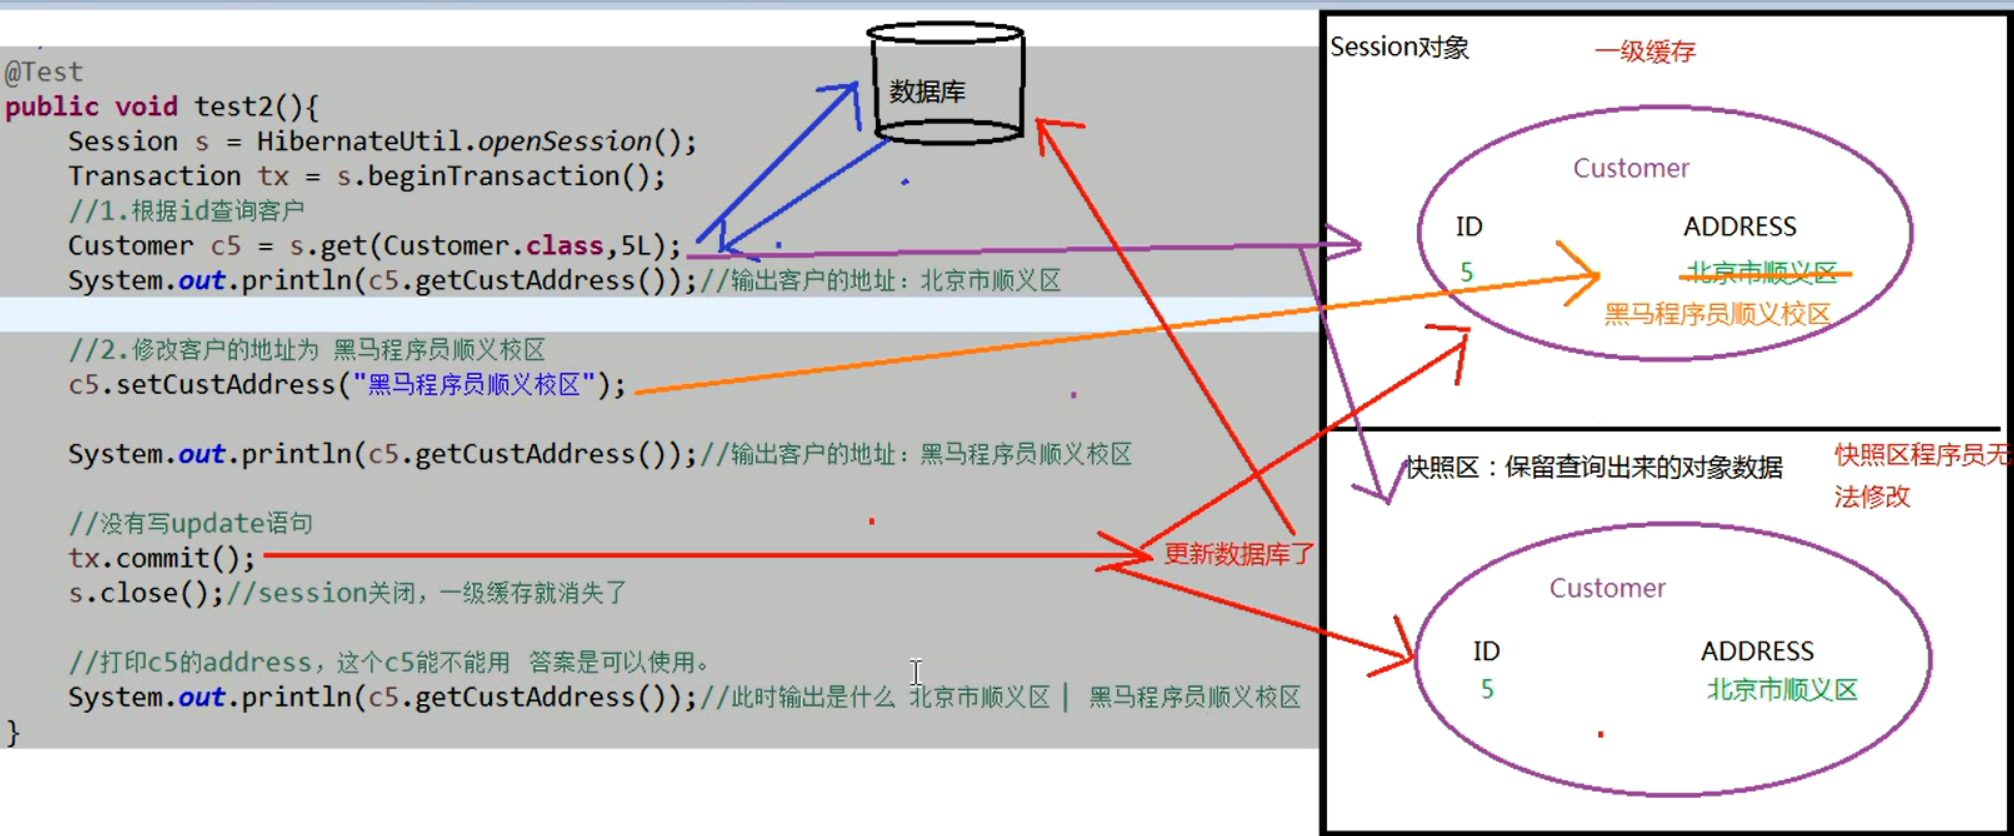 @Test
public void test2(){
Session s = HibernateUtil.openSession();
Transaction tx = s.beginTransaction();
//1.根据id查询客户
Customer c5 = s.get(Customer.class,5L);
System.out.println(c5.getCustAddress());//输出客户的地址：北京市顺义区
//2.修改客户的地址为 黑马程序员顺义校区
c5.setCustAddress("黑马程序员顺义校区");
System.out.println(c5.getCustAddress());//输出客户的地址：黑马程序员顺义校区
//没有写update语句
tx.commit();
s.close();//session关闭，一级缓存就消失了
//打印c5的address，这个c5能不能用 答案是可以使用。
System.out.println(c5.getCustAddress());//此时输出是什么 北京市顺义区 | 黑马程序员顺义校区
}
数据库
更新数据库了
Session对象
一级缓存
Customer
ID ADDRESS
5 北京市顺义区
黑马程序员顺义校区
快照区：保留查询出来的对象数据
快照区程序员无
法修改
Customer
ID ADDRESS
5 北京市顺义区